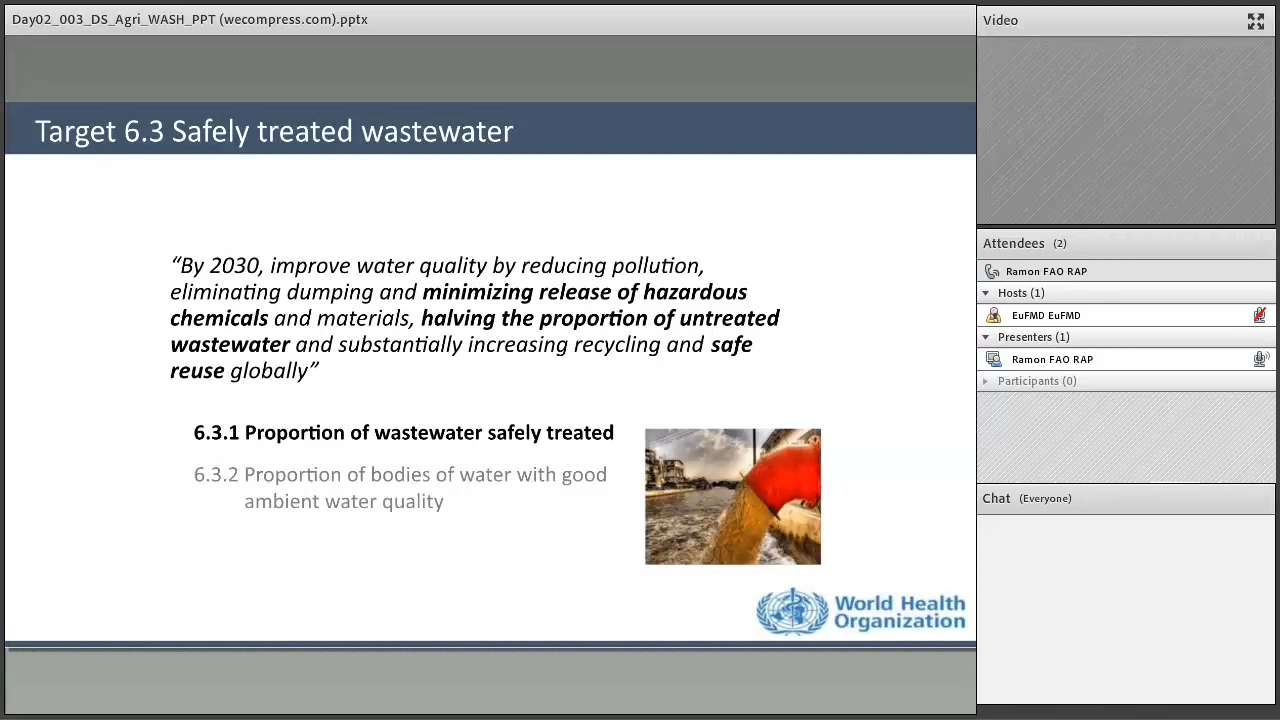 Day02_003_DS_Agri_WASH_PPT (wecompress.com).pptx
Target 6.3 Safely treated wastewater
“By 2030, improve water quality by reducing pollution,
eliminating dumping and minimizing release of hazardous
chemicals and materials, halving the proportion of untreated
wastewater and substantially increasing recycling and safe
reuse globally”
6.3.1 Proportion of wastewater safely treated
6.3.2 Proportion of bodies of water with good
ambient water quality
World Health
Organization
Video
Attendees (2)
Ramon FAO RAP
Hosts (1)
EuFMD EuFMD
Presenters (1)
Ramon FAO RAP
Participants (0)
Chat (Everyone)